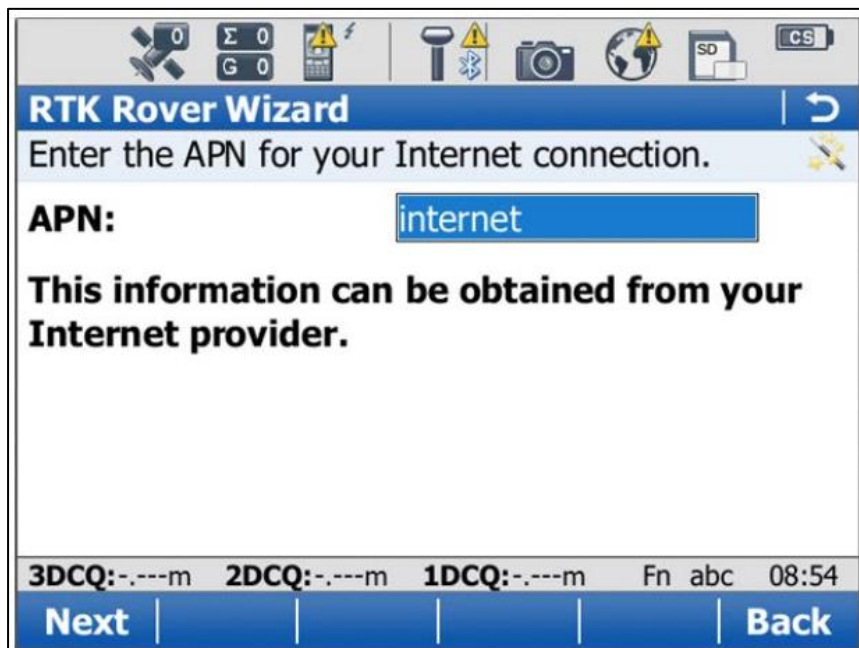 0
Σ 0
G 0
SD
CS
RTK Rover Wizard
Enter the APN for your Internet connection.
APN: internet
This information can be obtained from your
Internet provider.
3DCQ:-.---m 2DCQ:-.---m 1DCQ:-.---m Fn abc 08:54
Next Back